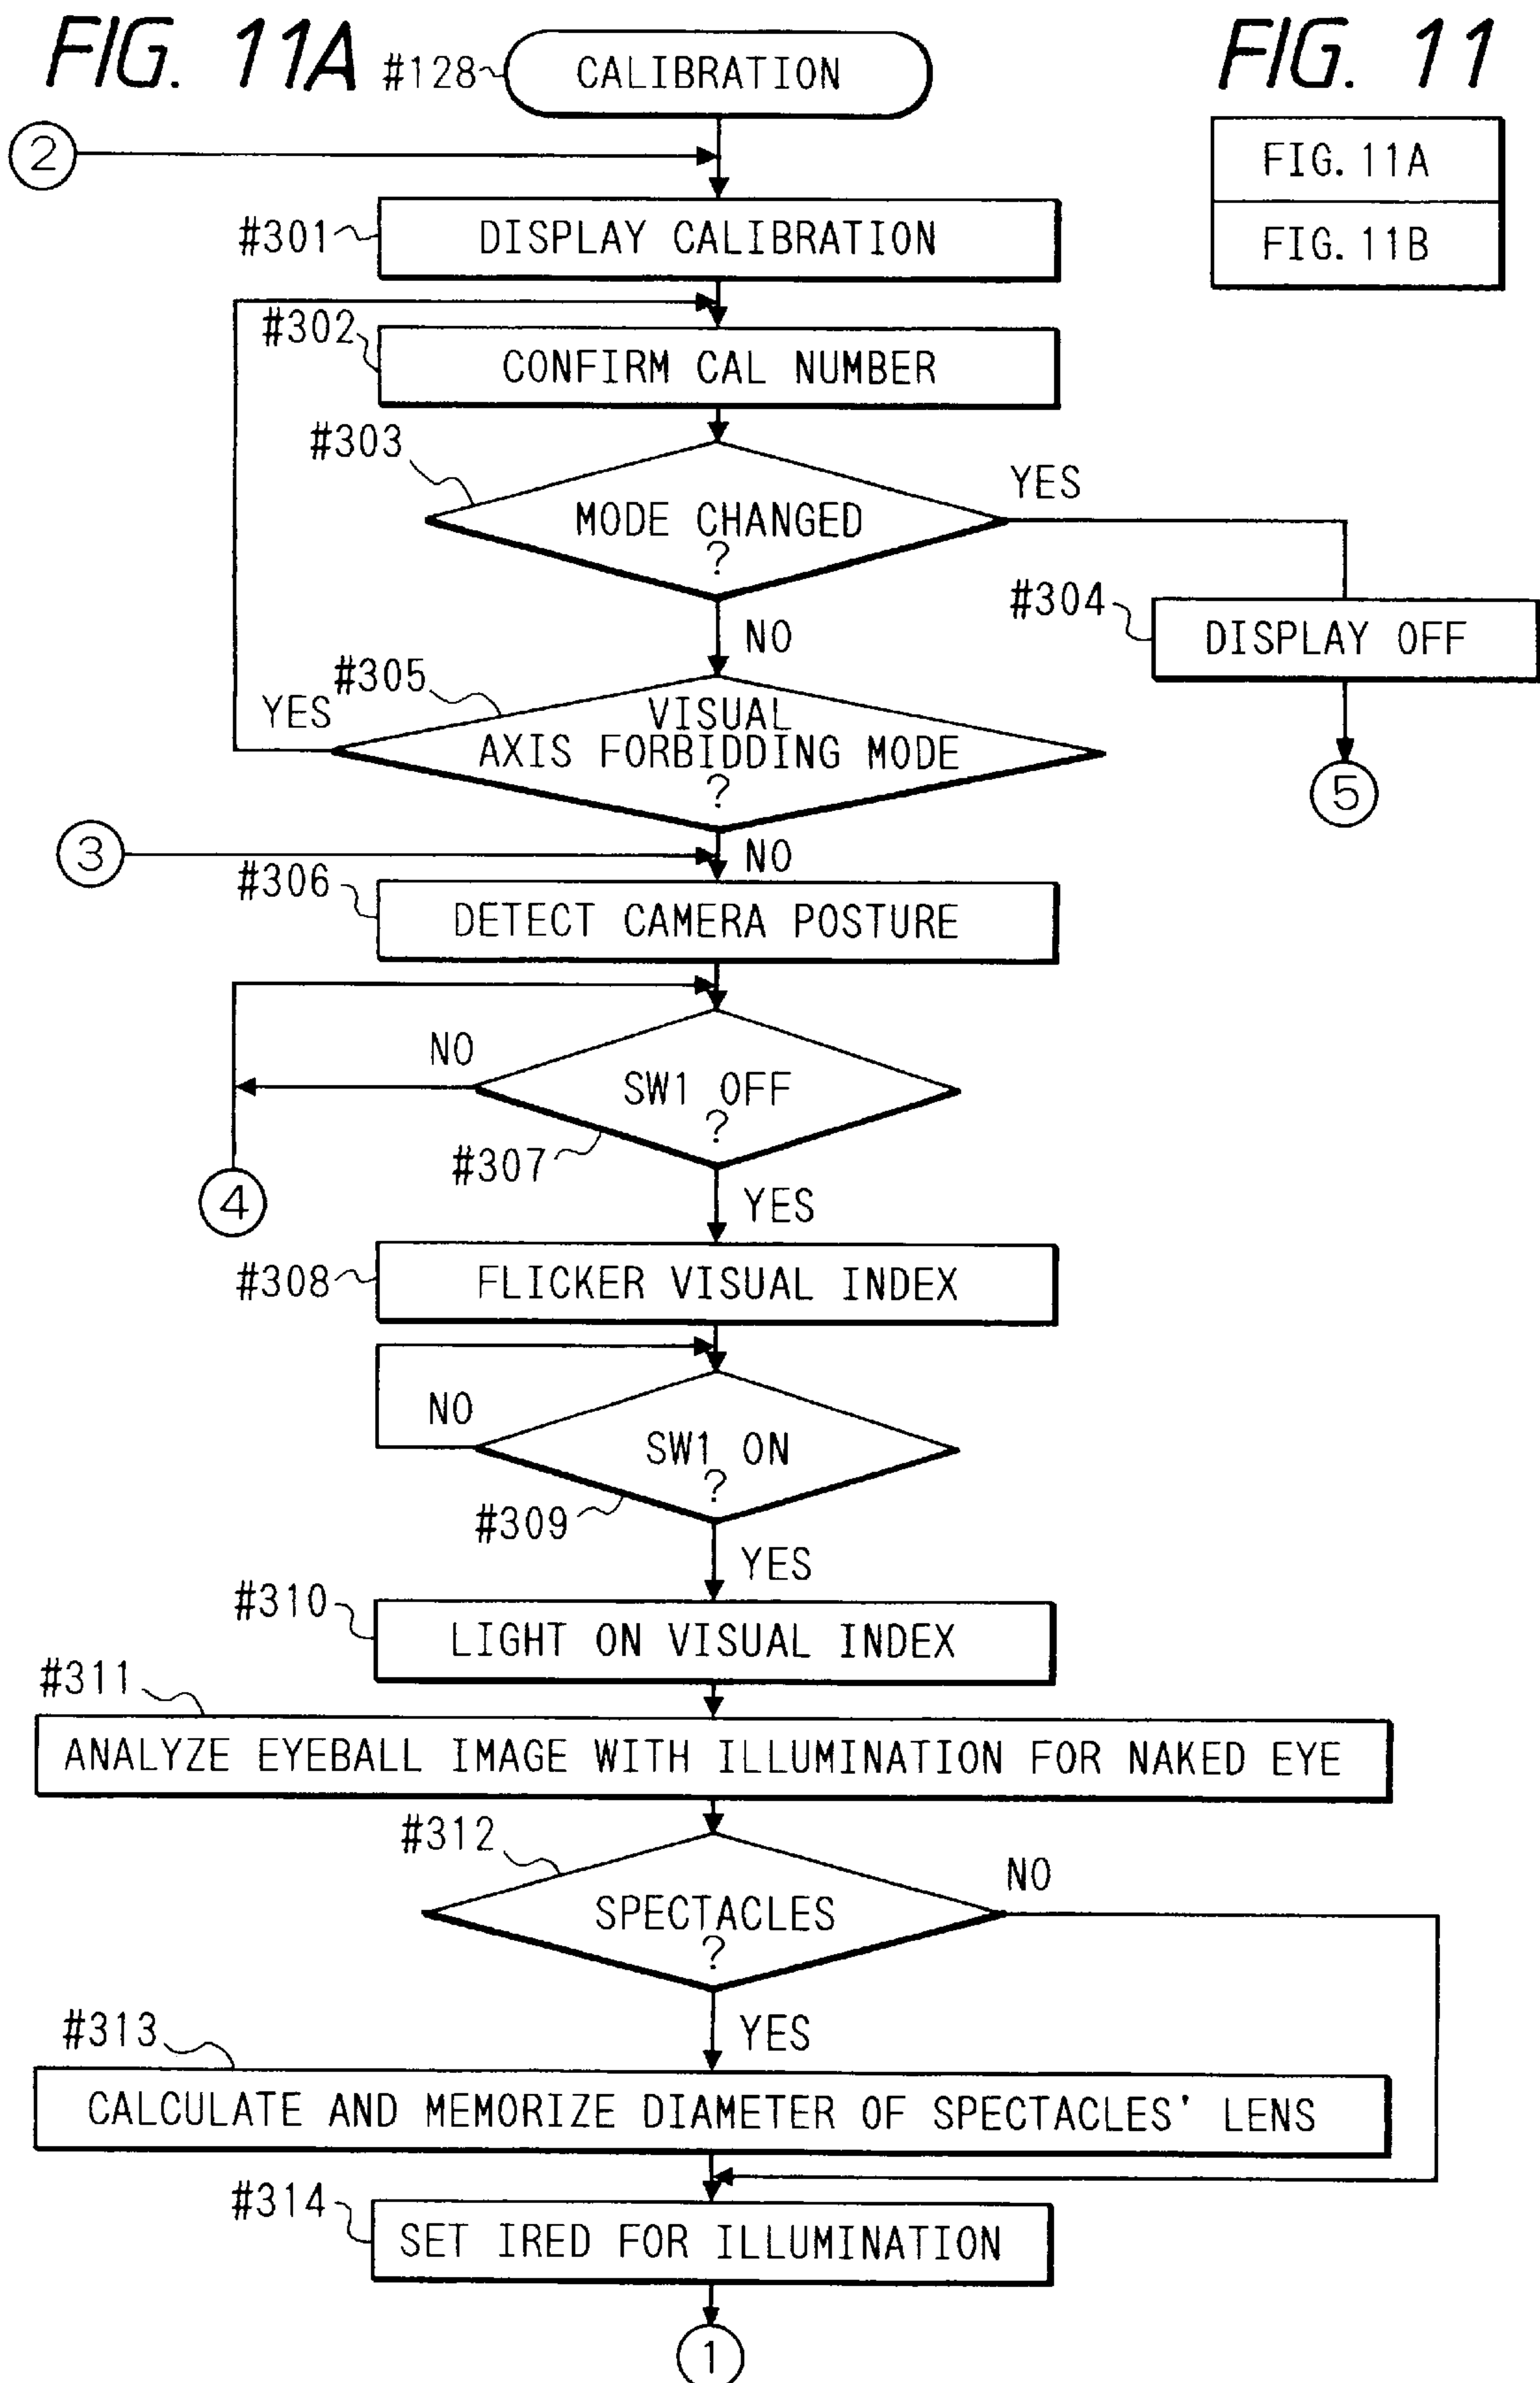 FIG. 11A
FIG. 11
#128
CALIBRATION
FIG. 11A
FIG. 11B
2
#301
DISPLAY CALIBRATION
#302
CONFIRM CAL NUMBER
#303
MODE CHANGED
?
YES
NO
#304
DISPLAY OFF
5
#305
YES
VISUAL
AXIS FORBIDDING MODE
?
NO
3
#306
DETECT CAMERA POSTURE
NO
SW1 OFF
?
#307
4
YES
#308
FLICKER VISUAL INDEX
NO
SW1 ON
?
#309
YES
#310
LIGHT ON VISUAL INDEX
#311
ANALYZE EYEBALL IMAGE WITH ILLUMINATION FOR NAKED EYE
#312
SPECTACLES
?
NO
YES
#313
CALCULATE AND MEMORIZE DIAMETER OF SPECTACLES' LENS
#314
SET IRED FOR ILLUMINATION
1